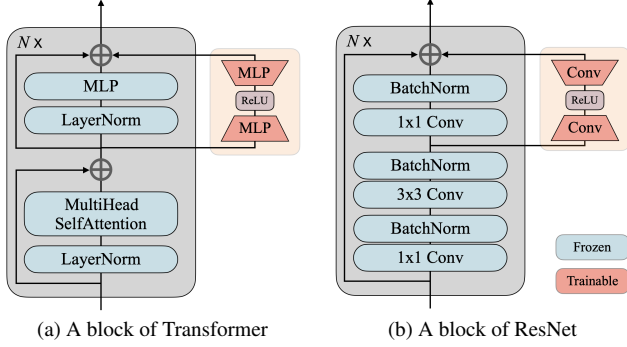 N x
MLP
LayerNorm
MultiHead
SelfAttention
LayerNorm
MLP
ReLU
MLP
(a) A block of Transformer
N x
BatchNorm
1x1 Conv
BatchNorm
3x3 Conv
BatchNorm
1x1 Conv
Conv
ReLU
Conv
Frozen
Trainable
(b) A block of ResNet